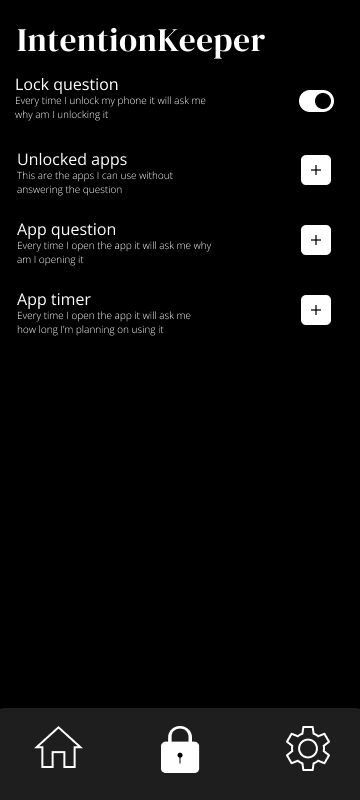 IntentionKeeper
Lock question
Every time I unlock my phone it will ask me
why am I unlocking it
Unlocked apps
This are the apps I can use without
answering the question
App question
Every time I open the app it will ask me why
am I opening it
App timer
Every time I open the app it will ask me
how long I'm planning on using it